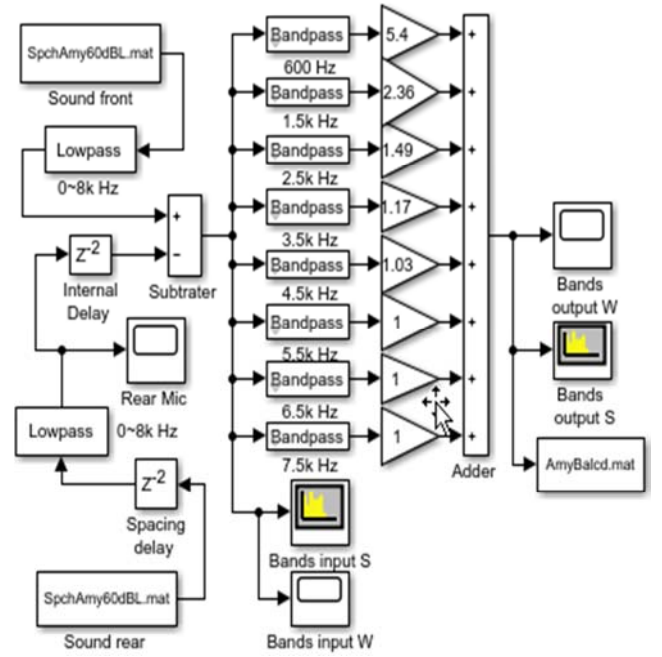 SpchAmy60dBL.mat
Sound front
Lowpass
0~8k Hz
Z-2
Internal
Delay
+
−
Subtrater
Rear Mic
Lowpass
0~8k Hz
Z-2
Spacing
delay
SpchAmy60dBL.mat
Sound rear
Bandpass
5.4
+
600 Hz
Bandpass
2.36
+
1.5k Hz
Bandpass
1.49
+
2.5k Hz
Bandpass
1.17
+
3.5k Hz
Bandpass
1.03
+
4.5k Hz
Bandpass
1
+
5.5k Hz
Bandpass
1
+
6.5k Hz
Bandpass
1
+
7.5k Hz
Adder
Bands input S
Bands input W
Bands
output W
Bands
output S
AmyBalcd.mat